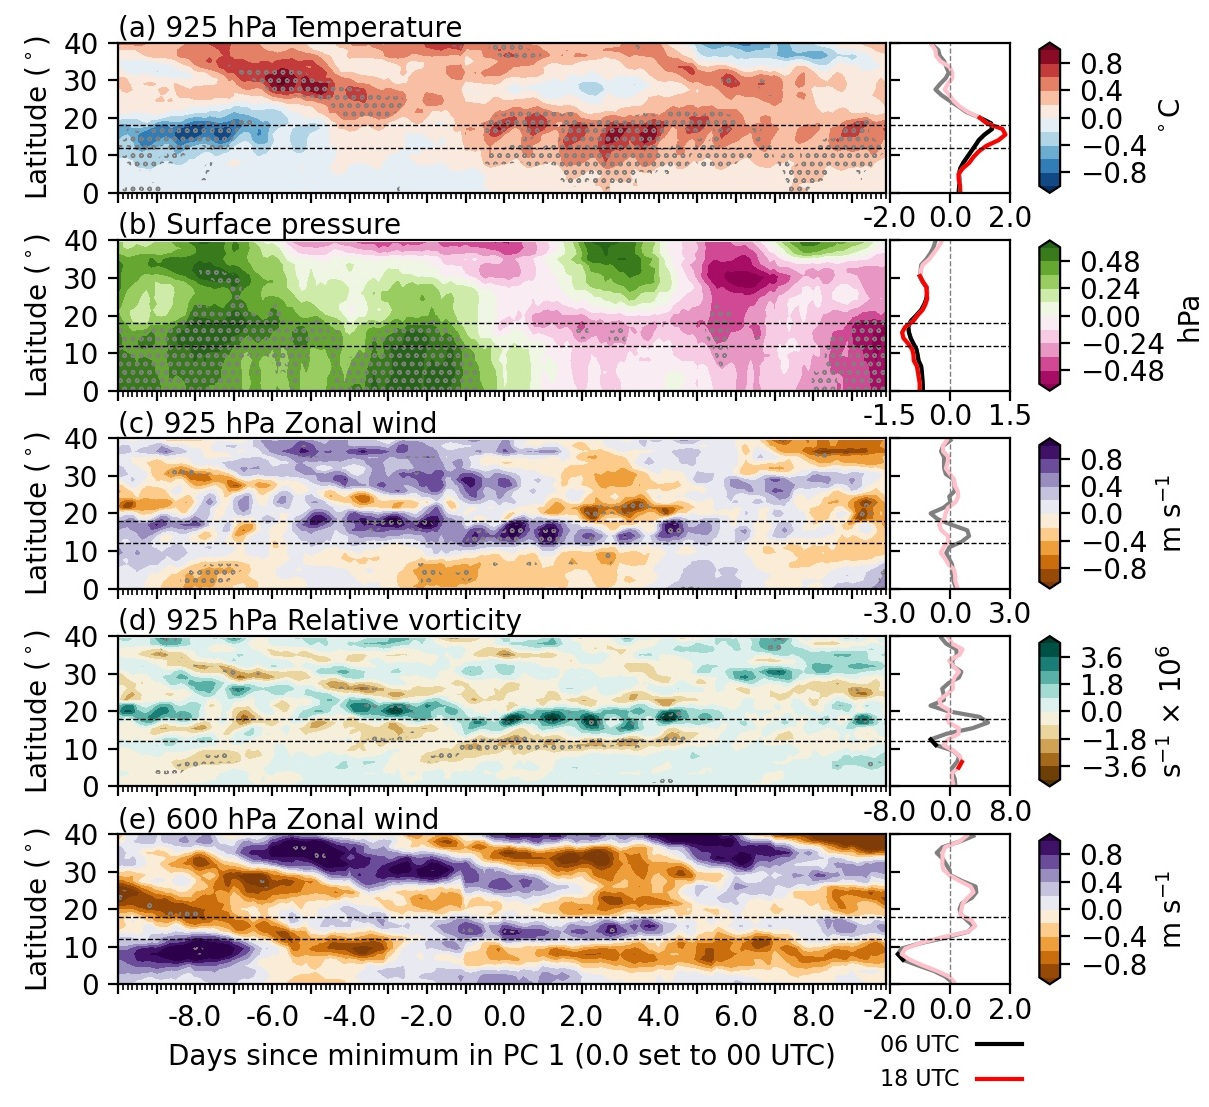 (a) 925 hPa Temperature
40
30
20
10
0
Latitude (°)
-2.0 0.0 2.0
0.8
0.4
0.0
−0.4
−0.8
°C
(b) Surface pressure
40
30
20
10
0
Latitude (°)
-1.5 0.0 1.5
0.48
0.24
0.00
−0.24
−0.48
hPa
(c) 925 hPa Zonal wind
40
30
20
10
0
Latitude (°)
-3.0 0.0 3.0
0.8
0.4
0.0
−0.4
−0.8
m s⁻¹
(d) 925 hPa Relative vorticity
40
30
20
10
0
Latitude (°)
-8.0 0.0 8.0
3.6
1.8
0.0
−1.8
−3.6
s⁻¹ × 10⁶
(e) 600 hPa Zonal wind
40
30
20
10
0
Latitude (°)
-2.0 0.0 2.0
0.8
0.4
0.0
−0.4
−0.8
m s⁻¹
-8.0 -6.0 -4.0 -2.0 0.0 2.0 4.0 6.0 8.0
Days since minimum in PC 1 (0.0 set to 00 UTC)
06 UTC
18 UTC